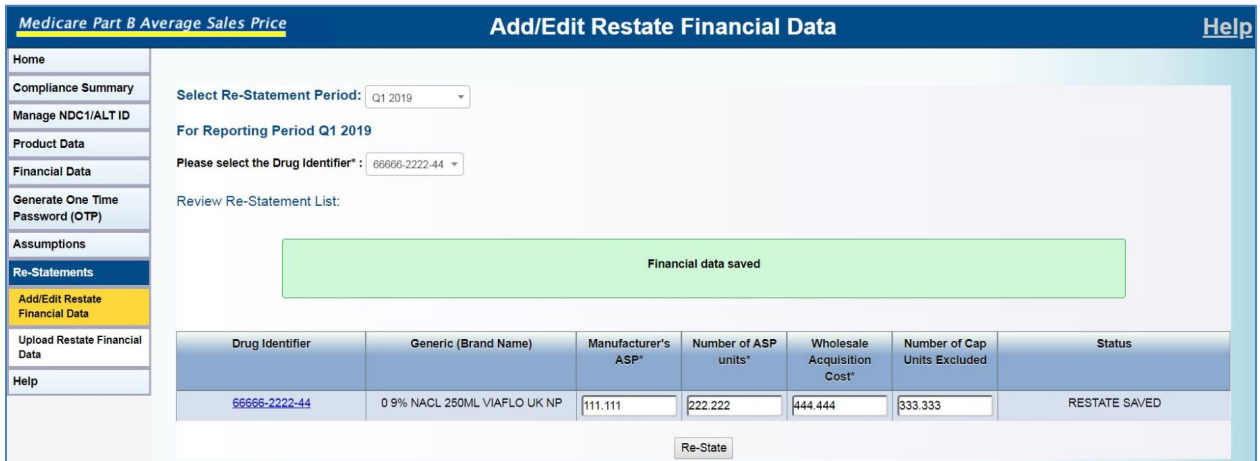 Medicare Part B Average Sales Price
Add/Edit Restate Financial Data
Help
Home
Compliance Summary
Manage NDC1/ALT ID
Product Data
Financial Data
Generate One Time
Password (OTP)
Assumptions
Re-Statements
Add/Edit Restate
Financial Data
Upload Restate Financial
Data
Help
Select Re-Statement Period: Q1 2019
For Reporting Period Q1 2019
Please select the Drug Identifier* : 66666-2222-44
Review Re-Statement List:
Financial data saved
Drug Identifier
Generic (Brand Name)
Manufacturer's
ASP*
Number of ASP
units*
Wholesale
Acquisition
Cost*
Number of Cap
Units Excluded
Status
66666-2222-44
0 9% NACL 250ML VIAFLO UK NP
111.111
222.222
444.444
333.333
RESTATE SAVED
Re-State